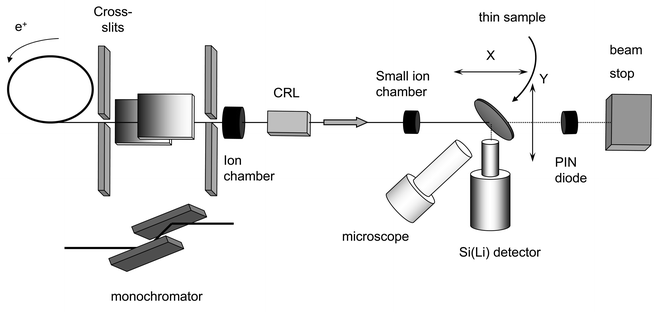 e⁺
Cross-
slits
Ion
chamber
CRL
Small ion
chamber
thin sample
X
Y
beam
stop
PIN
diode
microscope
Si(Li) detector
monochromator